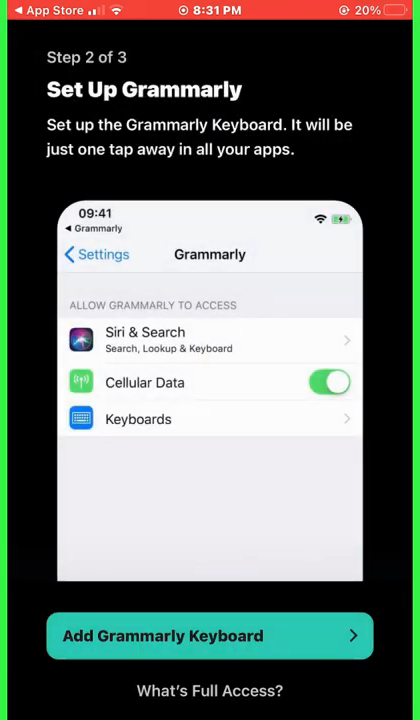 App Store 8:31 PM 20%
Step 2 of 3
Set Up Grammarly
Set up the Grammarly Keyboard. It will be
just one tap away in all your apps.
09:41
Grammarly
Settings Grammarly
ALLOW GRAMMARLY TO ACCESS
Siri & Search
Search, Lookup & Keyboard
Cellular Data
Keyboards
Add Grammarly Keyboard
What's Full Access?